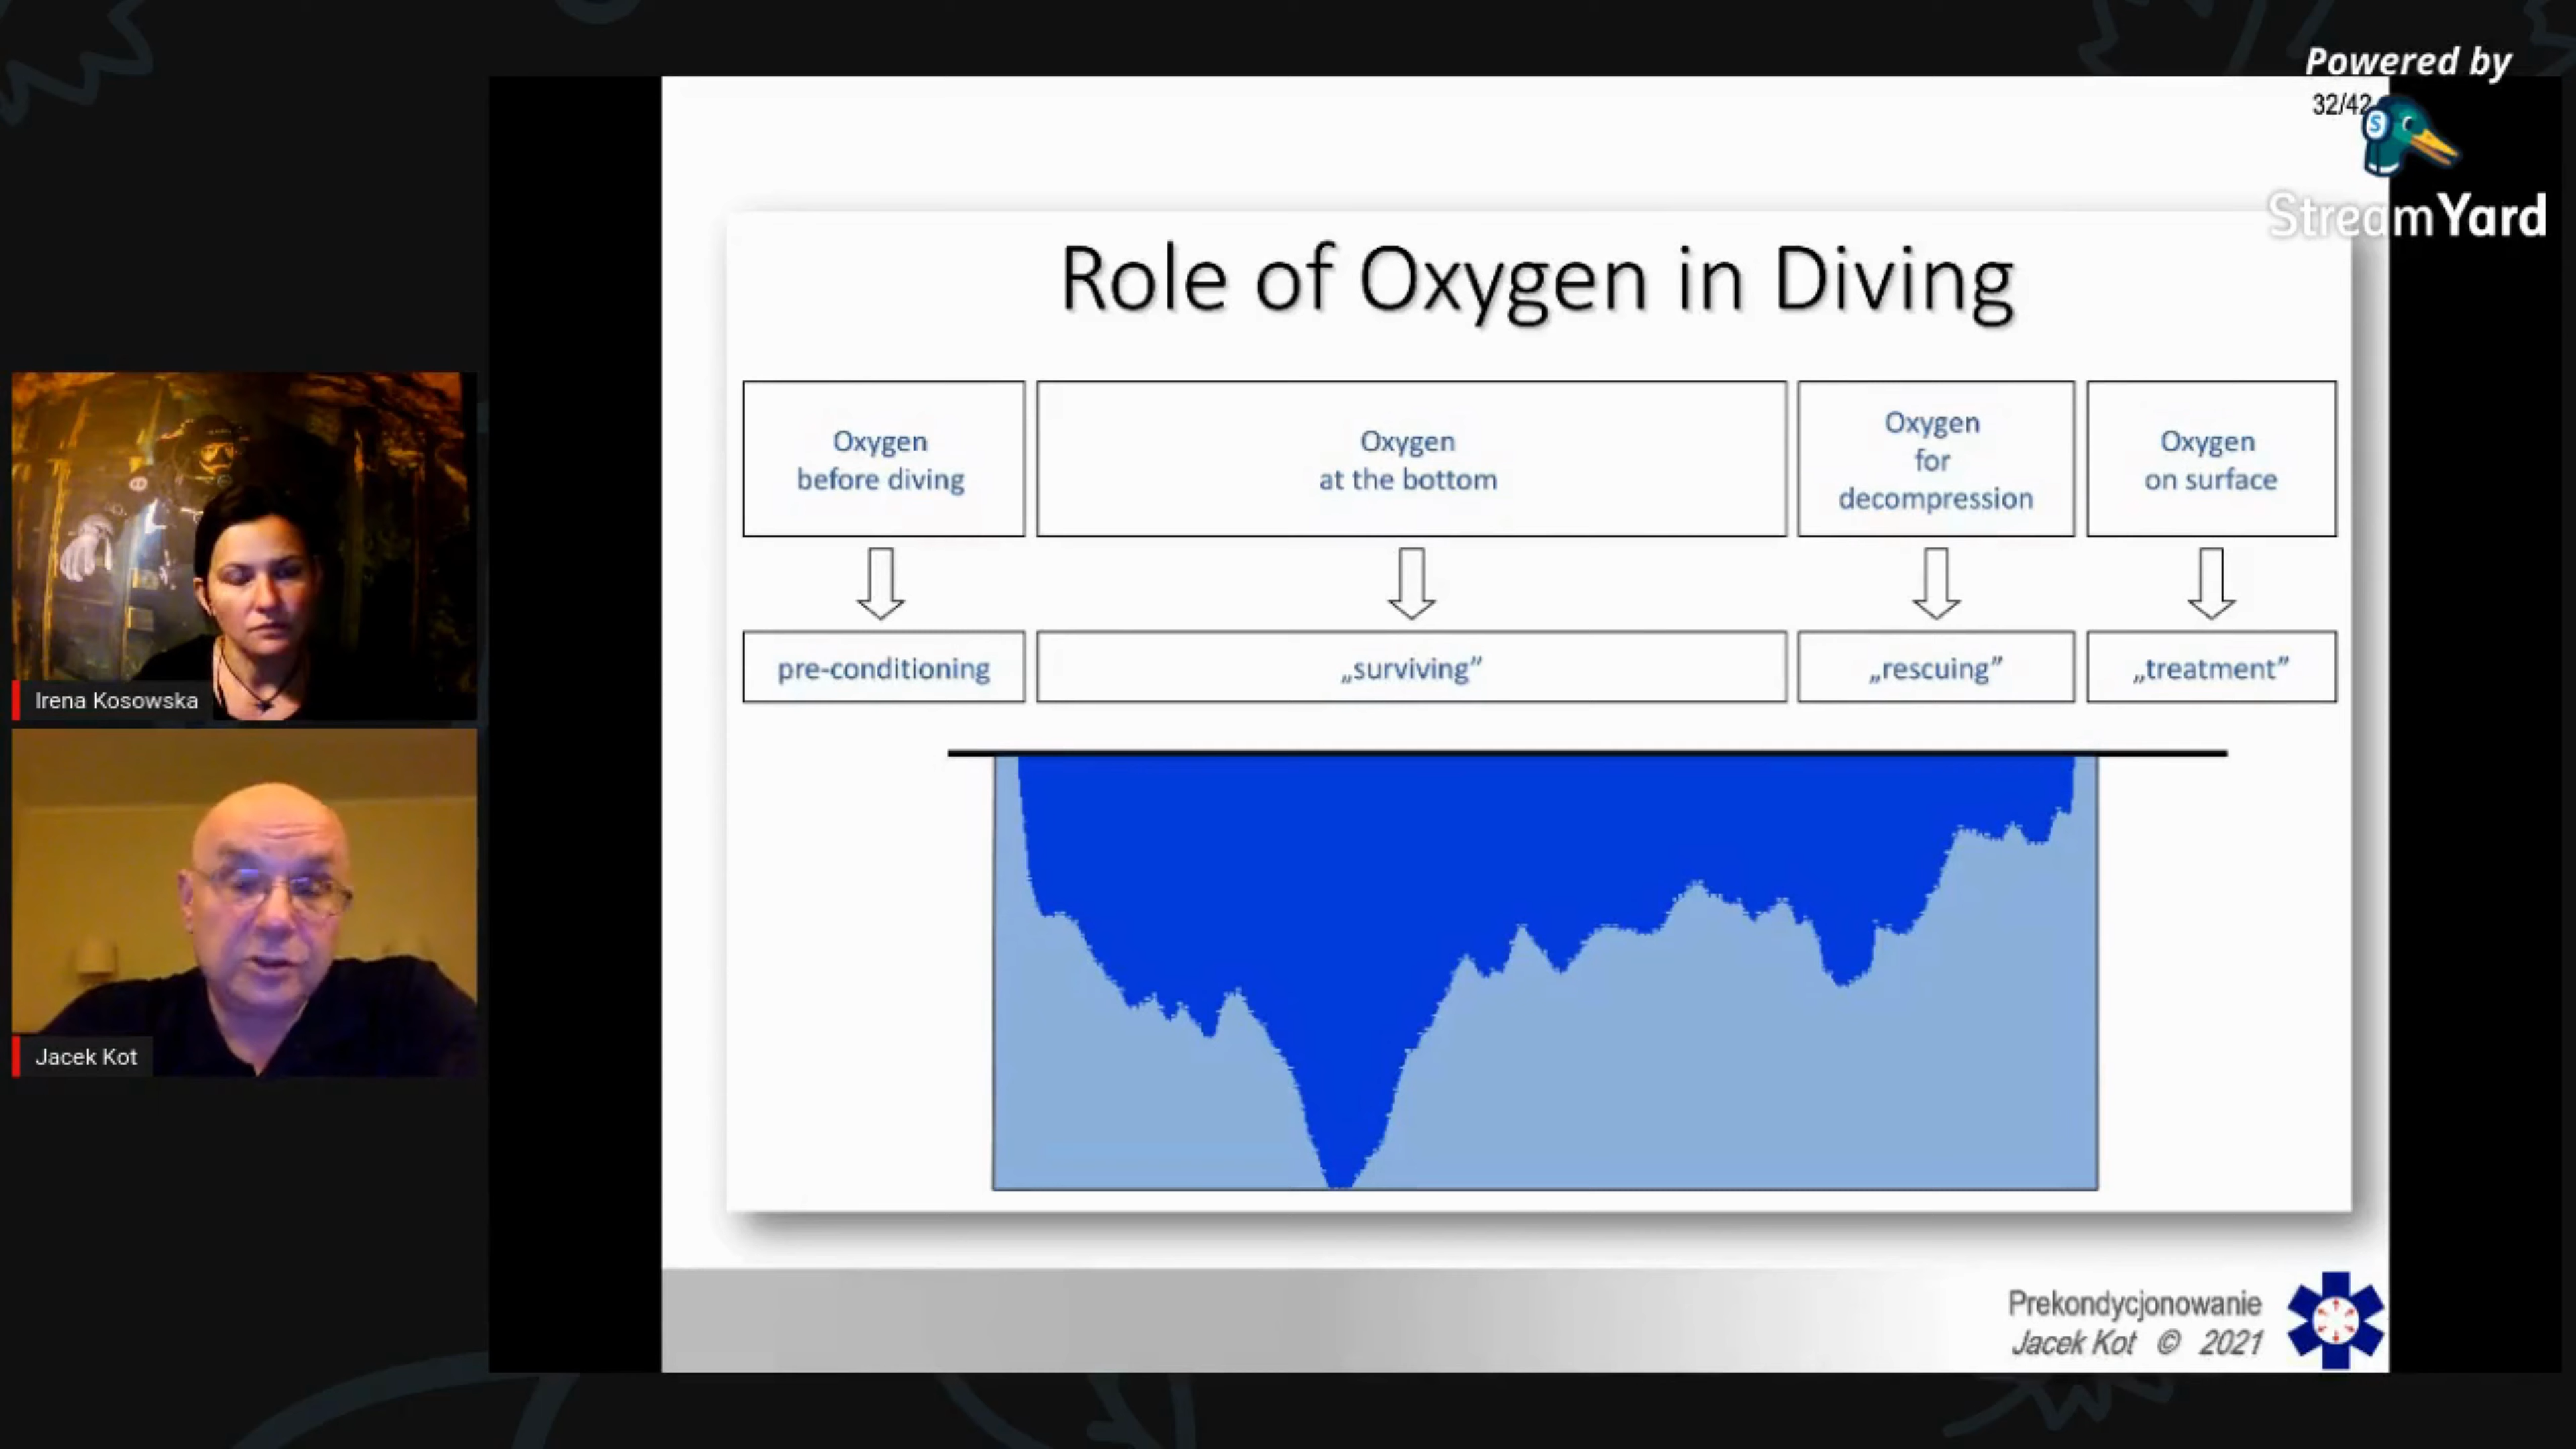 Powered by
32/42
S
StreamYard
Role of Oxygen in Diving
Oxygen
before diving
Oxygen
at the bottom
Oxygen
for
decompression
Oxygen
on surface
pre-conditioning
„surviving”
„rescuing”
„treatment”
Irena Kosowska
Jacek Kot
Prekondycjonowanie
Jacek Kot © 2021